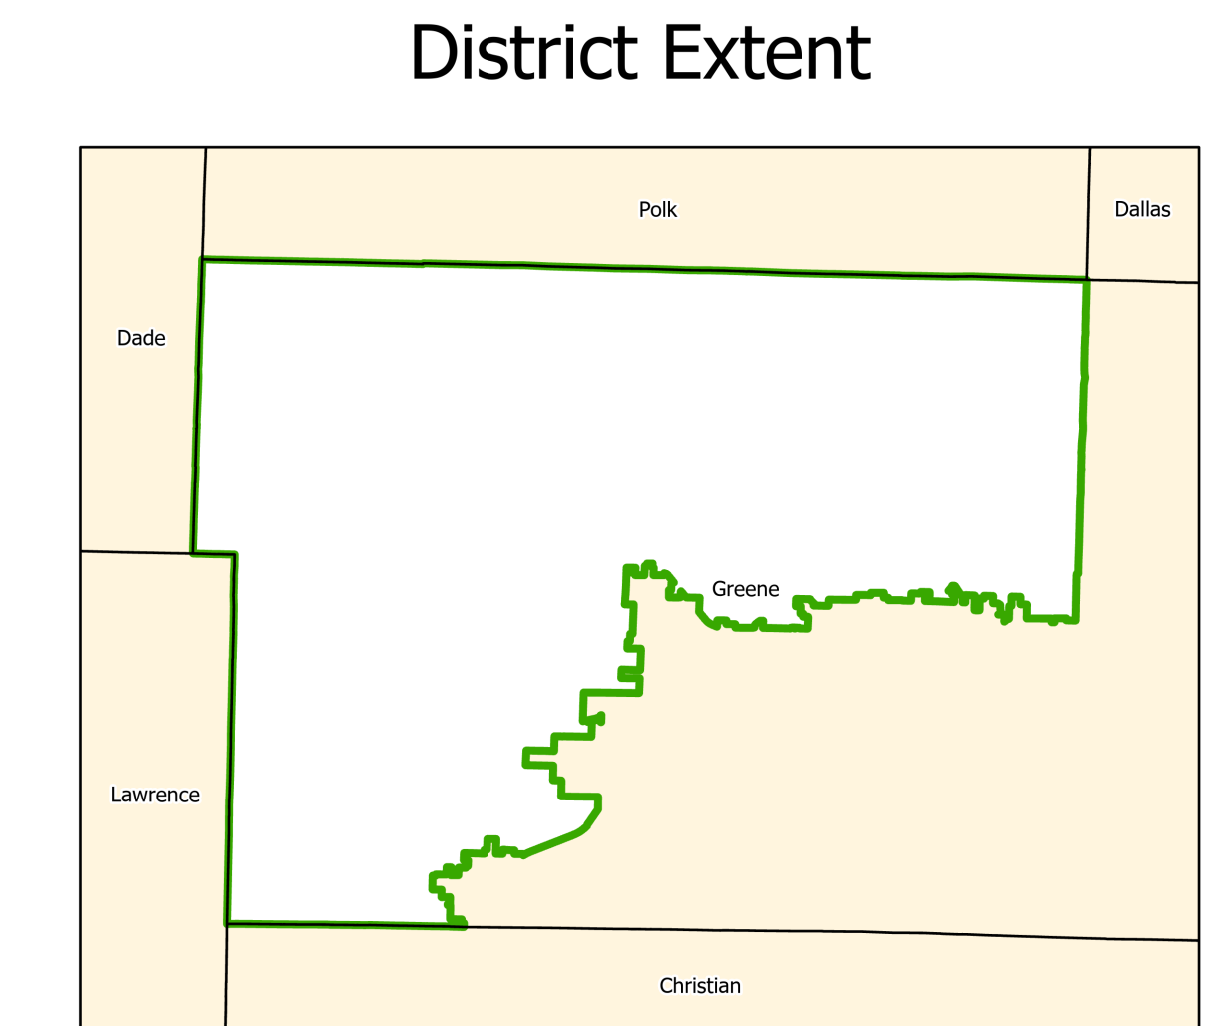 District Extent
Polk
Dallas
Dade
Greene
Lawrence
Christian